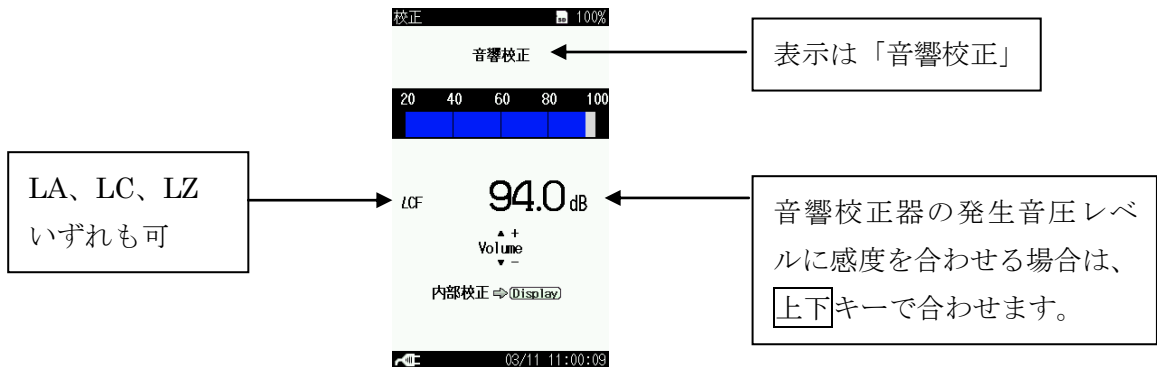 校正 100%
音響校正
表示は「音響校正」
20 40 60 80 100
LA、LC、LZ
いずれも可
LCF 94.0 dB
+
Volume
−
内部校正 ⇨ Display
音響校正器の発生音圧レベ
ルに感度を合わせる場合は、
上下キーで合わせます。
03/11 11:00:09